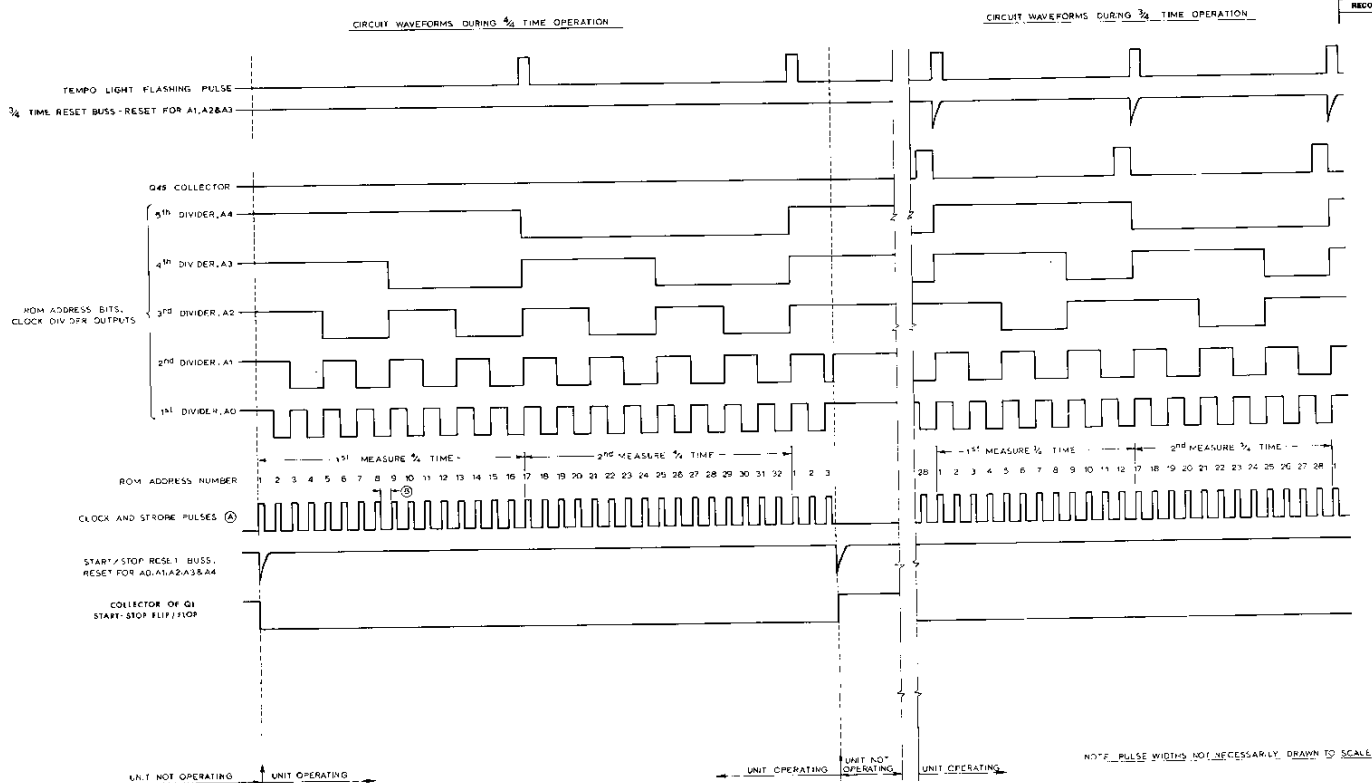 CIRCUIT WAVEFORMS DURING 4/4 TIME OPERATION
CIRCUIT WAVEFORMS DURING 3/4 TIME OPERATION
RECO
TEMPO LIGHT FLASHING PULSE
3/4 TIME RESET BUSS - RESET FOR A1, A2 & A3
Q45 COLLECTOR
5th DIVIDER, A4
4th DIVIDER, A3
ROM ADDRESS BITS,
CLOCK DIVIDER OUTPUTS
3rd DIVIDER, A2
2nd DIVIDER, A1
1st DIVIDER, A0
1st MEASURE 4/4 TIME
2nd MEASURE 4/4 TIME
1st MEASURE 3/4 TIME
2nd MEASURE 3/4 TIME
ROM ADDRESS NUMBER
1 2 3 4 5 6 7 8 9 10 11 12 13 14 15 16 17 18 19 20 21 22 23 24 25 26 27 28 29 30 31 32 1 2 3
28 1 2 3 4 5 6 7 8 9 10 11 12 17 18 19 20 21 22 23 24 25 26 27 28 1
B
CLOCK AND STROBE PULSES A
START/STOP RESET BUSS,
RESET FOR A0, A1, A2, A3 & A4
COLLECTOR OF Q1
START-STOP FLIP/FLOP
UNIT NOT OPERATING
UNIT OPERATING
UNIT OPERATING
UNIT NOT
OPERATING
UNIT OPERATING
NOTE: PULSE WIDTHS NOT NECESSARILY DRAWN TO SCALE